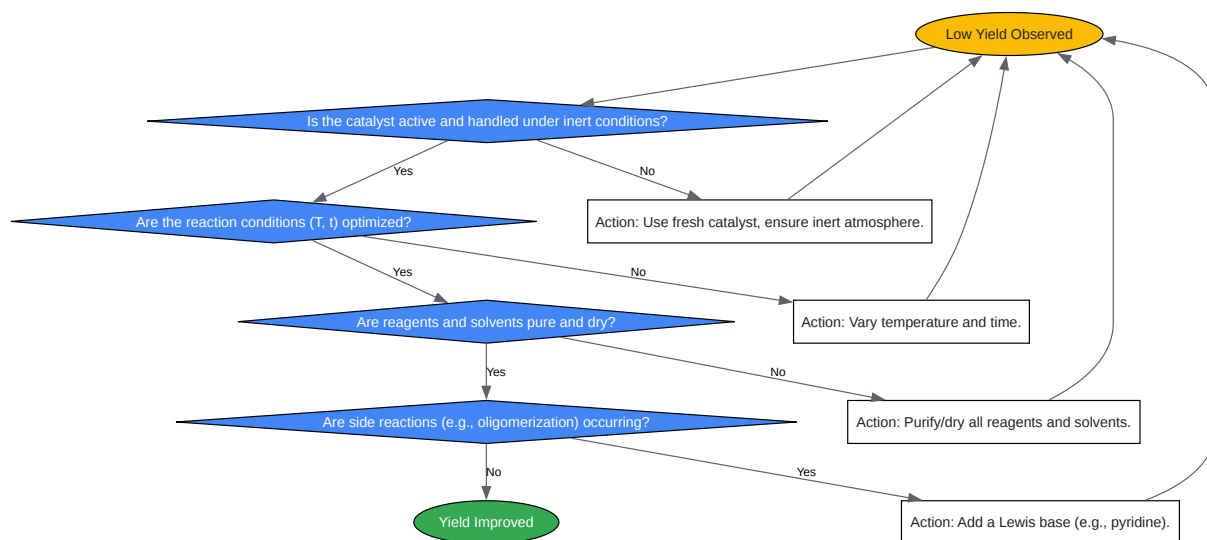 Low Yield Observed
Is the catalyst active and handled under inert conditions?
Yes
No
Are the reaction conditions (T, t) optimized?
Action: Use fresh catalyst, ensure inert atmosphere.
Yes
No
Are reagents and solvents pure and dry?
Action: Vary temperature and time.
Yes
No
Are side reactions (e.g., oligomerization) occurring?
Action: Purify/dry all reagents and solvents.
No
Yes
Yield Improved
Action: Add a Lewis base (e.g., pyridine).